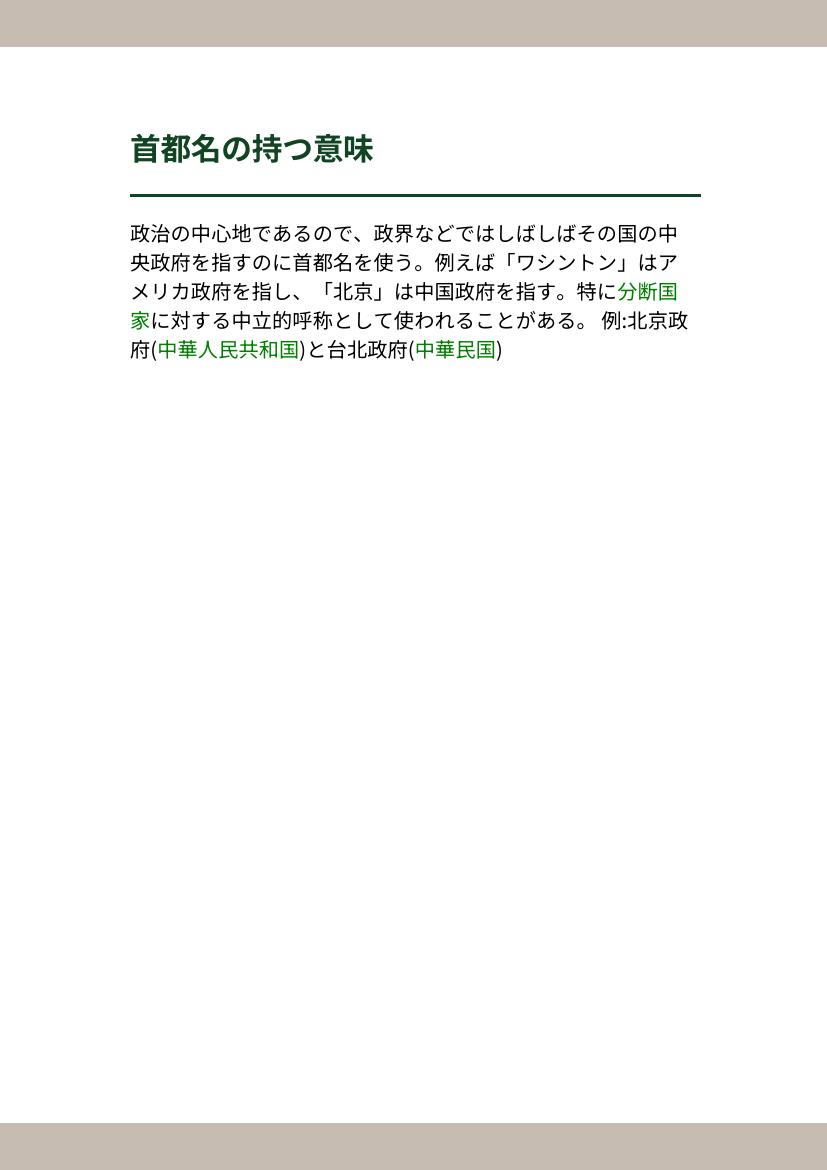 首都名の持つ意味
政治の中心地であるので、政界などではしばしばその国の中
央政府を指すのに首都名を使う。例えば「ワシントン」はア
メリカ政府を指し、「北京」は中国政府を指す。特に分断国
家に対する中立的呼称として使われることがある。 例:北京政
府(中華人民共和国)と台北政府(中華民国)